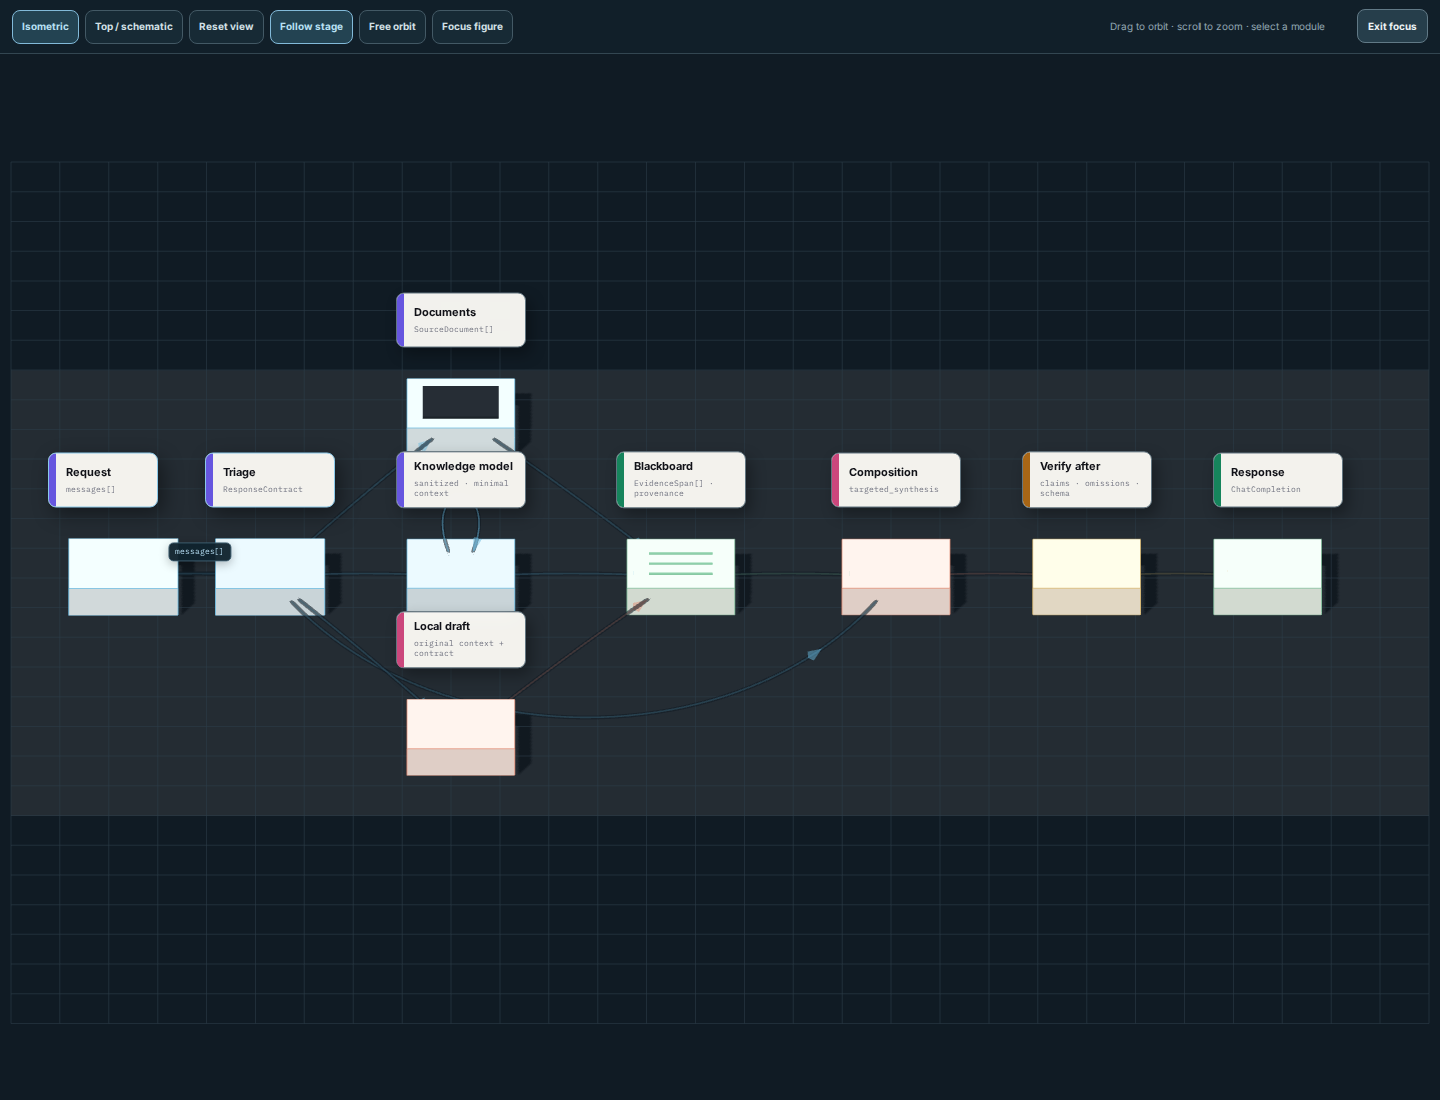 Isometric
Top / schematic
Reset view
Follow stage
Free orbit
Focus figure
Drag to orbit · scroll to zoom · select a module
Exit focus
Documents
SourceDocument[]
Request
messages[]
Triage
ResponseContract
Knowledge model
sanitized · minimal
context
Blackboard
EvidenceSpan[] ·
provenance
Composition
targeted_synthesis
Verify after
claims · omissions ·
schema
Response
ChatCompletion
messages[]
Local draft
original context +
contract